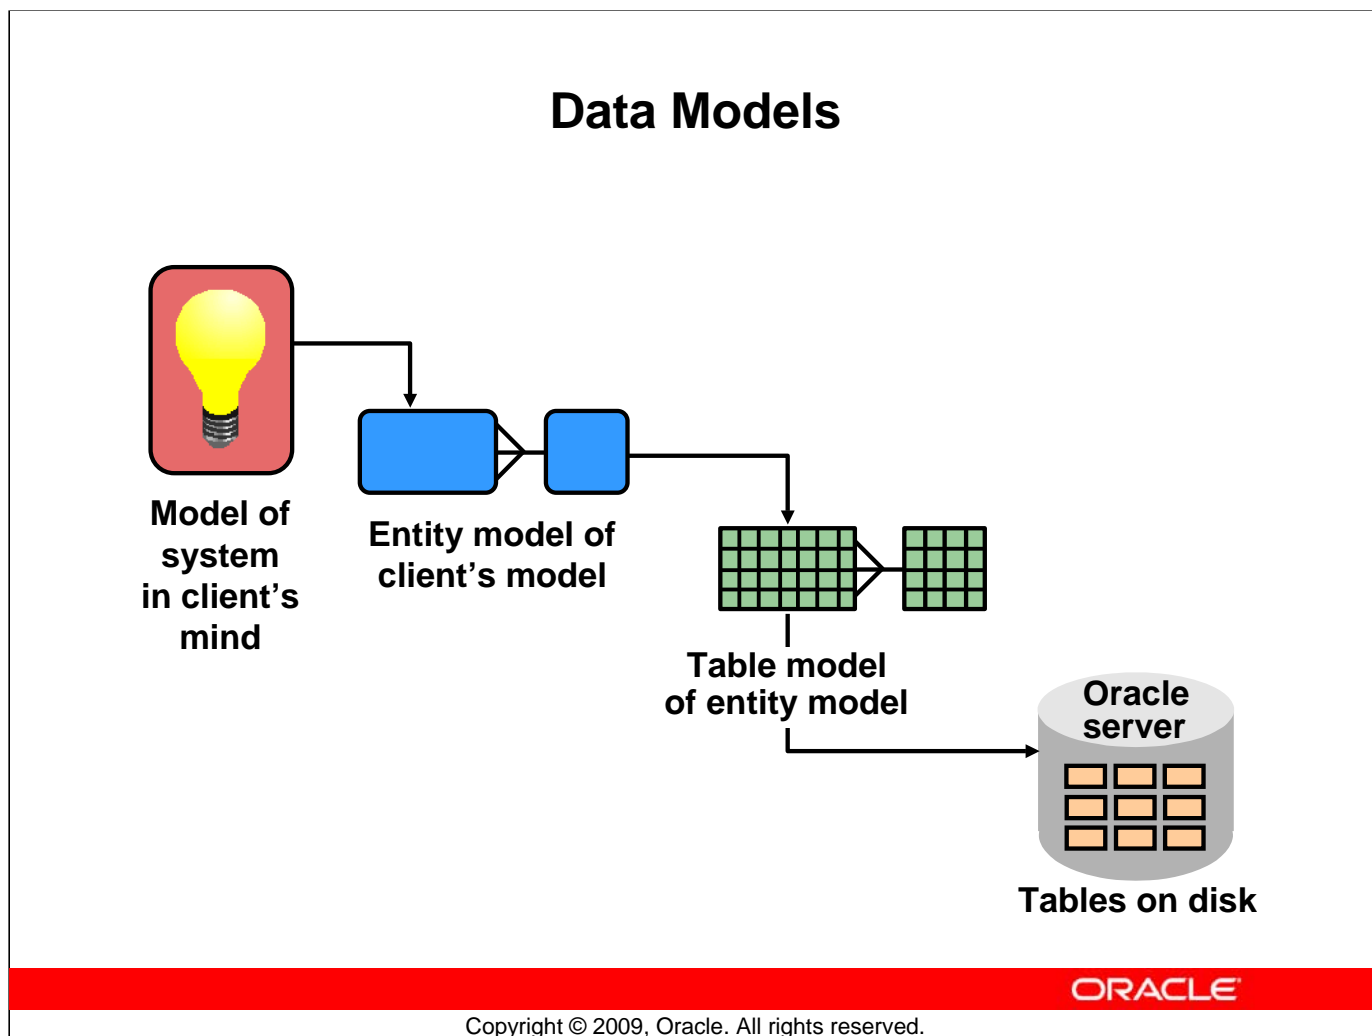 Data Models
Model of
system
in client’s
mind
Entity model of
client’s model
Table model
of entity model
Oracle
server
Tables on disk
ORACLE
Copyright © 2009, Oracle. All rights reserved.